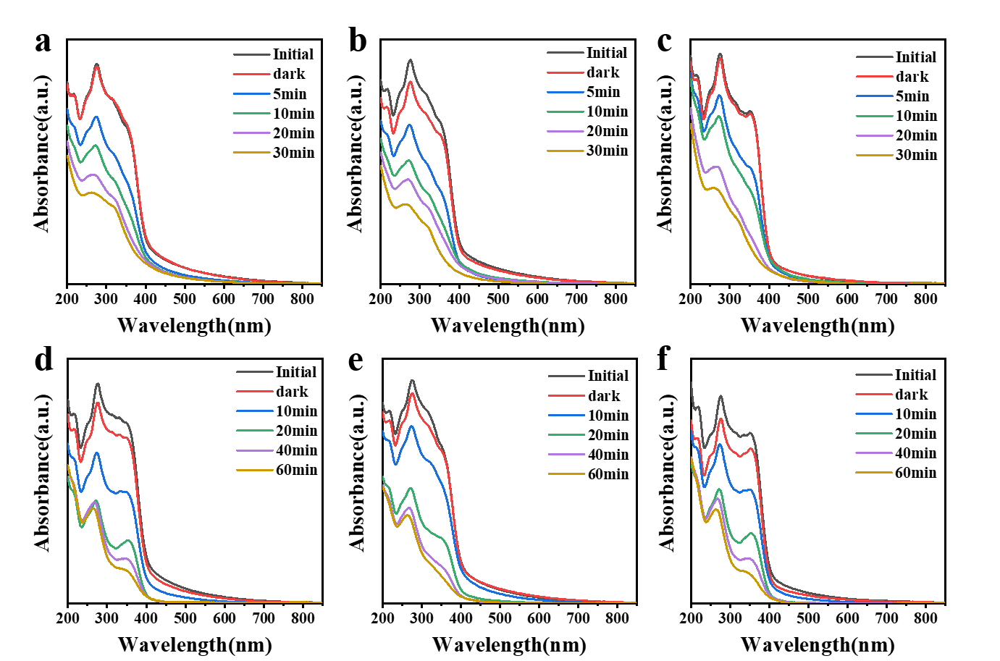 a
Absorbance(a.u.)
Initial
dark
5min
10min
20min
30min
200 300 400 500 600 700 800
Wavelength(nm)
b
Absorbance(a.u.)
Initial
dark
5min
10min
20min
30min
200 300 400 500 600 700 800
Wavelength(nm)
c
Absorbance(a.u.)
Initial
dark
5min
10min
20min
30min
200 300 400 500 600 700 800
Wavelength(nm)
d
Absorbance(a.u.)
Initial
dark
10min
20min
40min
60min
200 300 400 500 600 700 800
Wavelength(nm)
e
Absorbance(a.u.)
Initial
dark
10min
20min
40min
60min
200 300 400 500 600 700 800
Wavelength(nm)
f
Absorbance(a.u.)
Initial
dark
10min
20min
40min
60min
200 300 400 500 600 700 800
Wavelength(nm)